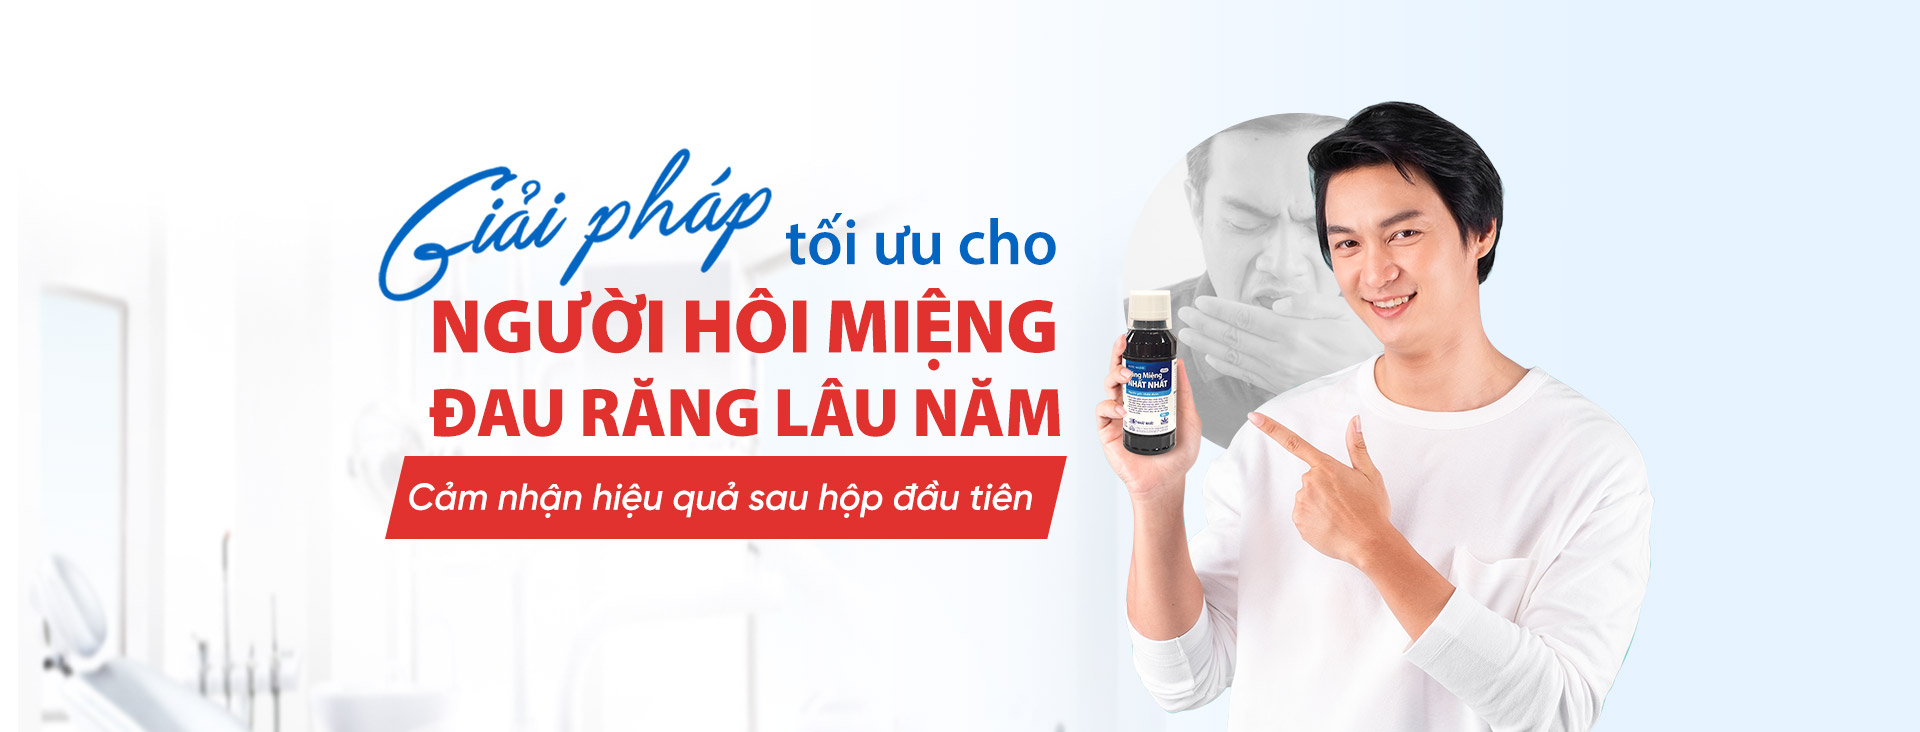 Giải pháp tối ưu cho
NGƯỜI HÔI MIỆNG
ĐAU RĂNG LÂU NĂM
Cảm nhận hiệu quả sau hộp đầu tiên
Miệng
NHẤT NHẤT